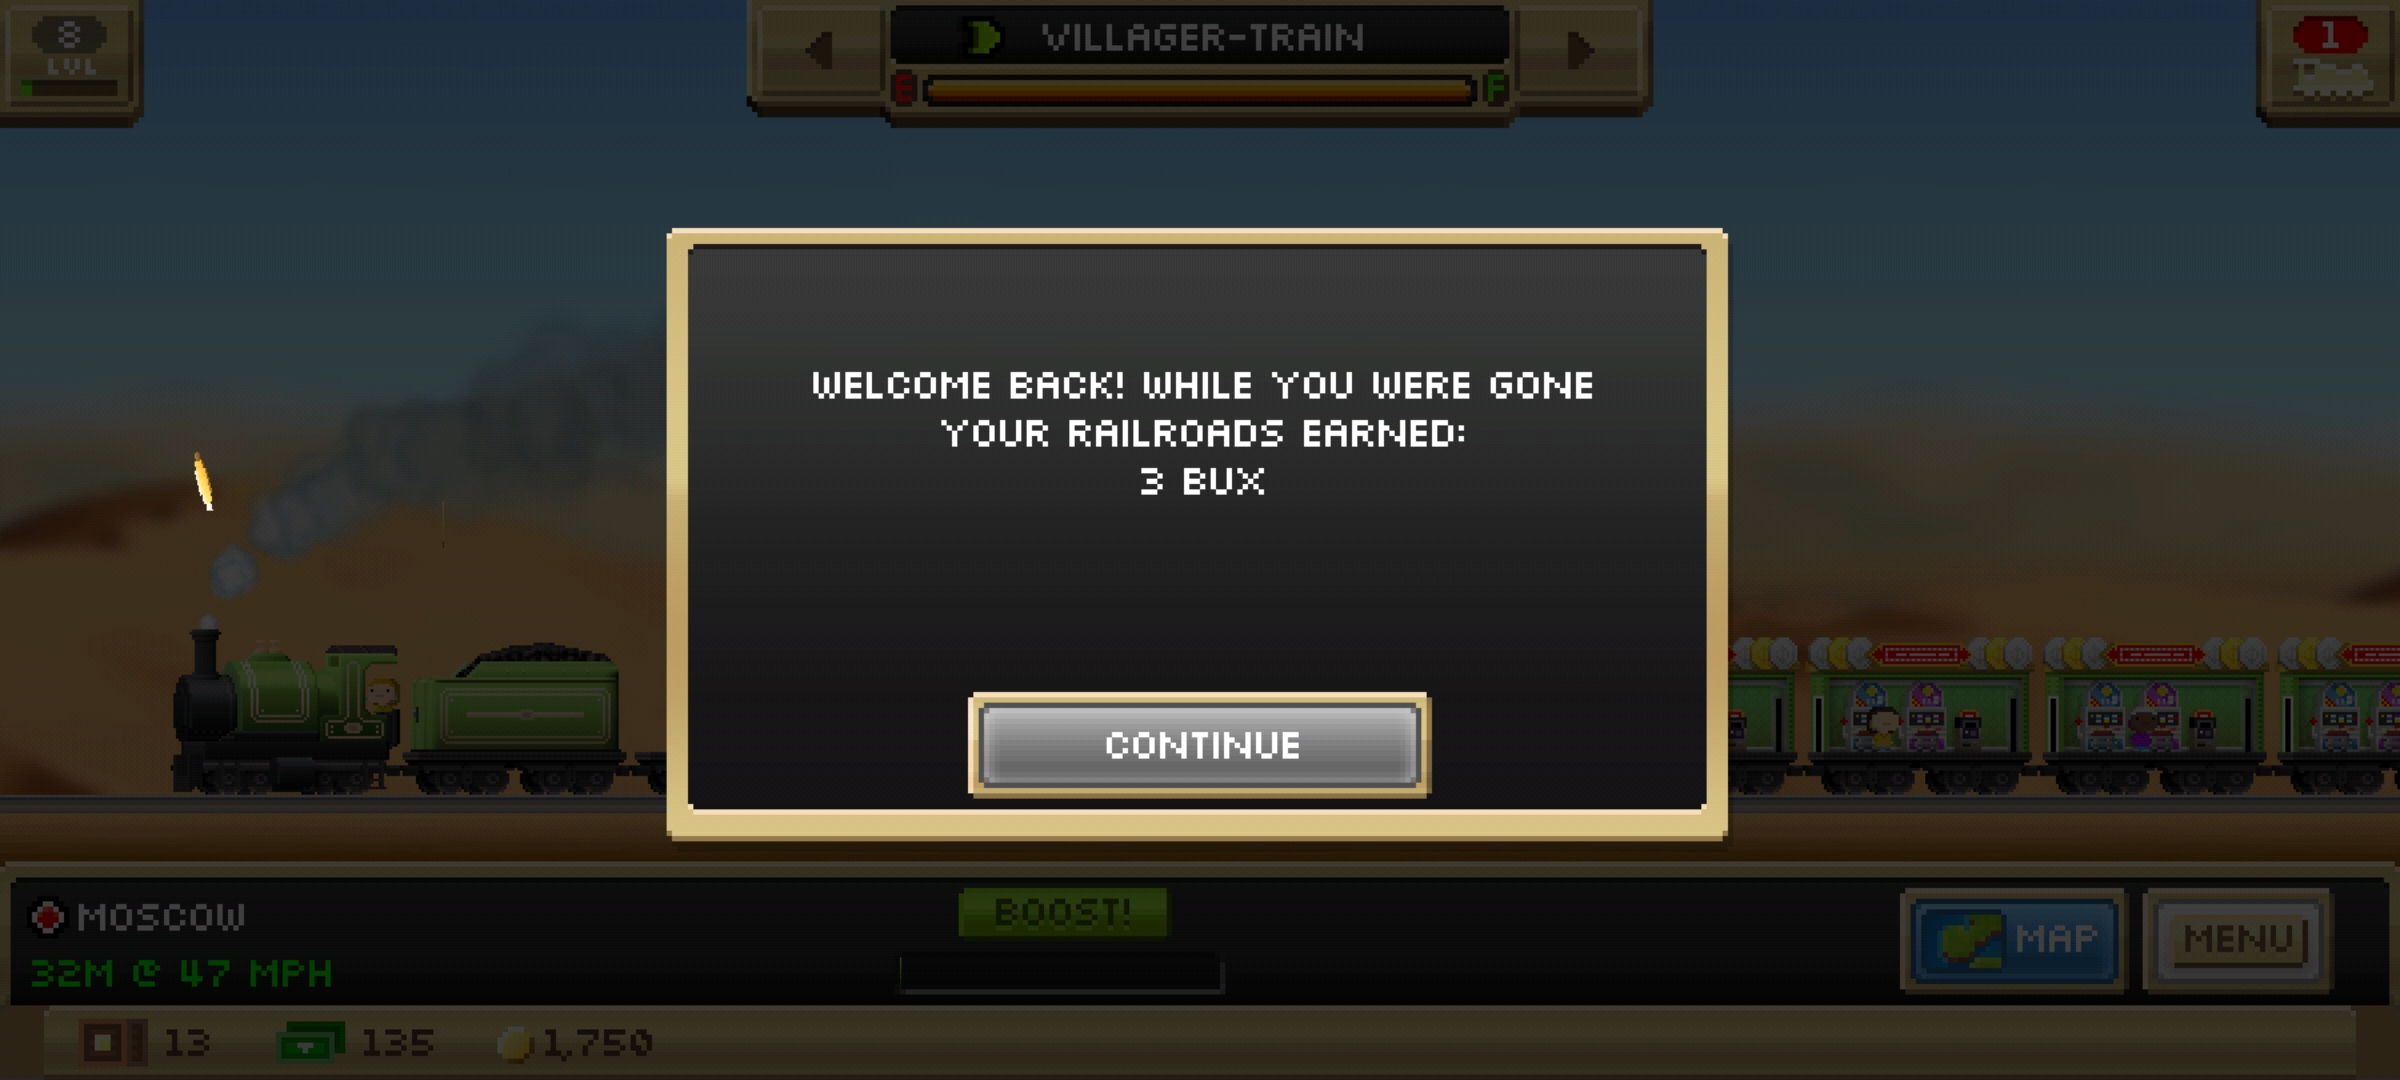 8
LVL
VILLAGER-TRAIN
E F
1
WELCOME BACK! WHILE YOU WERE GONE
YOUR RAILROADS EARNED:
3 BUX
CONTINUE
MOSCOW
32M @ 47 MPH
BOOST!
MAP
MENU
13 135 1,750